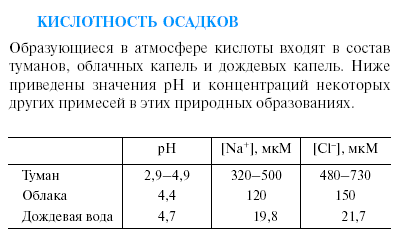 КИСЛОТНОСТЬ ОСАДКОВ
Образующиеся в атмосфере кислоты входят в состав
туманов, облачных капель и дождевых капель. Ниже
приведены значения pH и концентраций некоторых
других примесей в этих природных образованиях.
pH [Na⁺], мкМ [Cl⁻], мкМ
Туман 2,9–4,9 320–500 480–730
Облака 4,4 120 150
Дождевая вода 4,7 19,8 21,7